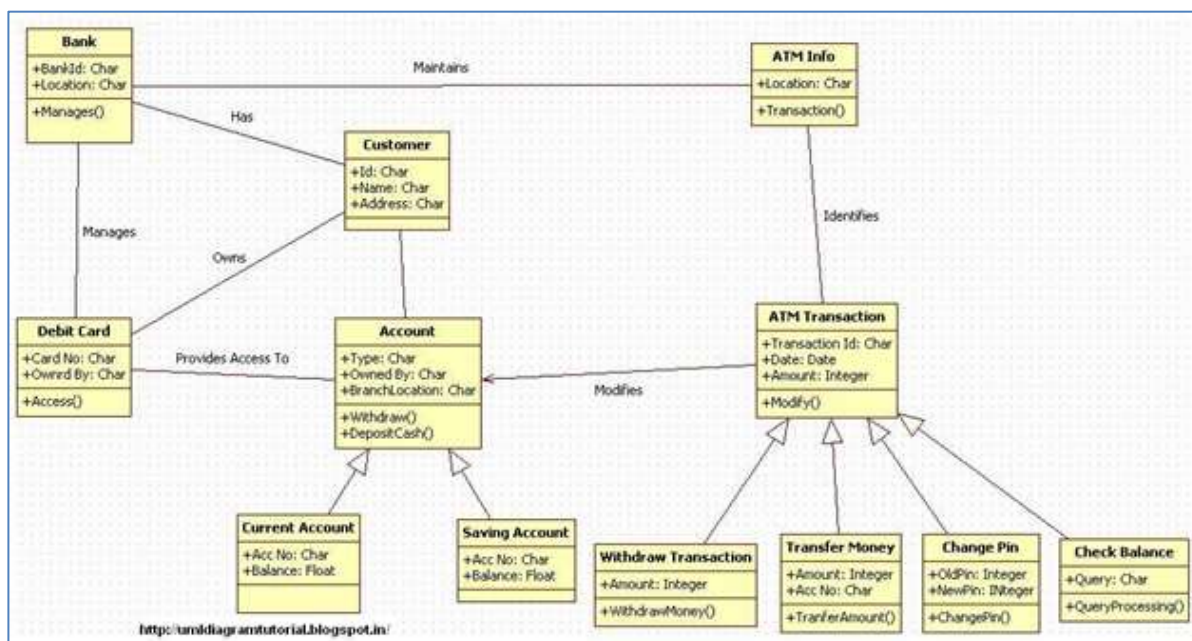 Bank
+BankId: Char
+Location: Char
+Manages()
Maintains
ATM Info
+Location: Char
+Transaction()
Has
Customer
+Id: Char
+Name: Char
+Address: Char
Identifies
Manages
Owns
Debit Card
+Card No: Char
+Ownrd By: Char
+Access()
Provides Access To
Account
+Type: Char
+Owned By: Char
+BranchLocation: Char
+Withdraw()
+DepositCash()
Modifies
ATM Transaction
+Transaction Id: Char
+Date: Date
+Amount: Integer
+Modify()
Current Account
+Acc No: Char
+Balance: Float
Saving Account
+Acc No: Char
+Balance: Float
Withdraw Transaction
+Amount: Integer
+WithdrawMoney()
Transfer Money
+Amount: Integer
+Acc No: Char
+TranferAmount()
Change Pin
+OldPin: Integer
+NewPin: INteger
+ChangePin()
Check Balance
+Query: Char
+QueryProcessing()
http://umldiagramtutorial.blogspot.in/